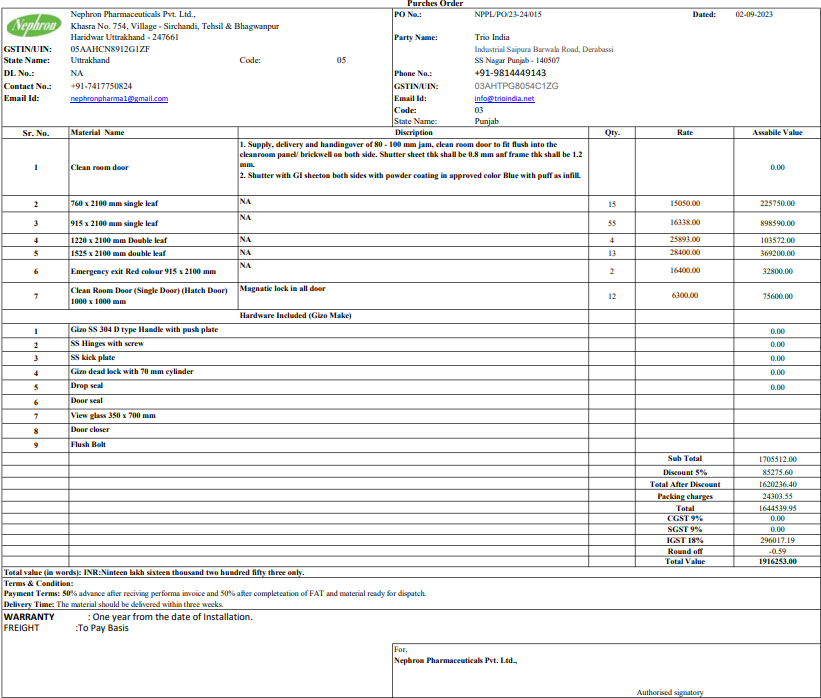 Purches Order
Nephron
Nephron Pharmaceuticals Pvt. Ltd.,
Khasra No. 754, Village - Sirchandi, Tehsil & Bhagwanpur
Haridwar Uttrakhand - 247661
GSTIN/UIN: 05AAHCN8912G1ZF
State Name: Uttrakhand Code: 05
DL No.: NA
Contact No.: +91-7417750824
Email Id: nephronpharma1@gmail.com
PO No.: NPPL/PO/23-24/015 Dated: 02-09-2023
Party Name: Trio India
Industrial Saipura Barwala Road, Derabassi
SS Nagar Punjab - 140507
Phone No.: +91-9814449143
GSTIN/UIN: 03AHTPG8054C1ZG
Email Id: info@trioindia.net
Code: 03
State Name: Punjab
Sr. No. Material Name Discription Qty. Rate Assabile Value
1 Clean room door
1. Supply, delivery and handingover of 80 - 100 mm jam, clean room door to fit flush into the
cleanroom panel/ brickwell on both side. Shutter sheet thk shall be 0.8 mm anf frame thk shall be 1.2
mm.
2. Shutter with GI sheeton both sides with powder coating in approved color Blue with puff as infill.
0.00
2 760 x 2100 mm single leaf NA 15 15050.00 225750.00
3 915 x 2100 mm single leaf NA 55 16338.00 898590.00
4 1220 x 2100 mm Double leaf NA 4 25893.00 103572.00
5 1525 x 2100 mm double leaf NA 13 28400.00 369200.00
6 Emergency exit Red colour 915 x 2100 mm NA 2 16400.00 32800.00
7 Clean Room Door (Single Door) (Hatch Door)
1000 x 1000 mm Magnetic lock in all door 12 6300.00 75600.00
Hardware Included (Gizo Make)
1 Gizo SS 304 D type Handle with push plate 0.00
2 SS Hinges with screw 0.00
3 SS kick plate 0.00
4 Gizo dead lock with 70 mm cylinder 0.00
5 Drop seal 0.00
6 Door seal
7 View glass 350 x 700 mm
8 Door closer
9 Flush Bolt
Sub Total 1705512.00
Discount 5% 85275.60
Total After Discount 1620236.40
Packing charges 24303.55
Total 1644539.95
CGST 9% 0.00
SGST 9% 0.00
IGST 18% 296017.19
Round off -0.59
Total Value 1916253.00
Total value (in words): INR:Ninteen lakh sixteen thousand two hundred fifty three only.
Terms & Condition:
Payment Terms: 50% advance after reciving performa invoice and 50% after completeation of FAT and material ready for dispatch.
Delivery Time: The material should be delivered within three weeks.
WARRANTY : One year from the date of Installation.
FREIGHT :To Pay Basis
For,
Nephron Pharmaceuticals Pvt. Ltd.,
Authorised signatory